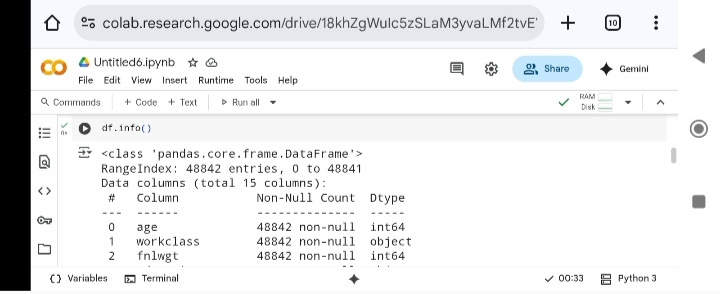 colab.research.google.com/drive/18khZgWuIc5zSLaM3yvaLMf2tvE
10
Untitled6.ipynb
File Edit View Insert Runtime Tools Help
Share
Gemini
Commands + Code + Text Run all
RAM
Disk
0s
df.info()
<class 'pandas.core.frame.DataFrame'>
RangeIndex: 48842 entries, 0 to 48841
Data columns (total 15 columns):
# Column Non-Null Count Dtype
--- ------ -------------- -----
0 age 48842 non-null int64
1 workclass 48842 non-null object
2 fnlwgt 48842 non-null int64
Variables Terminal
00:33 Python 3